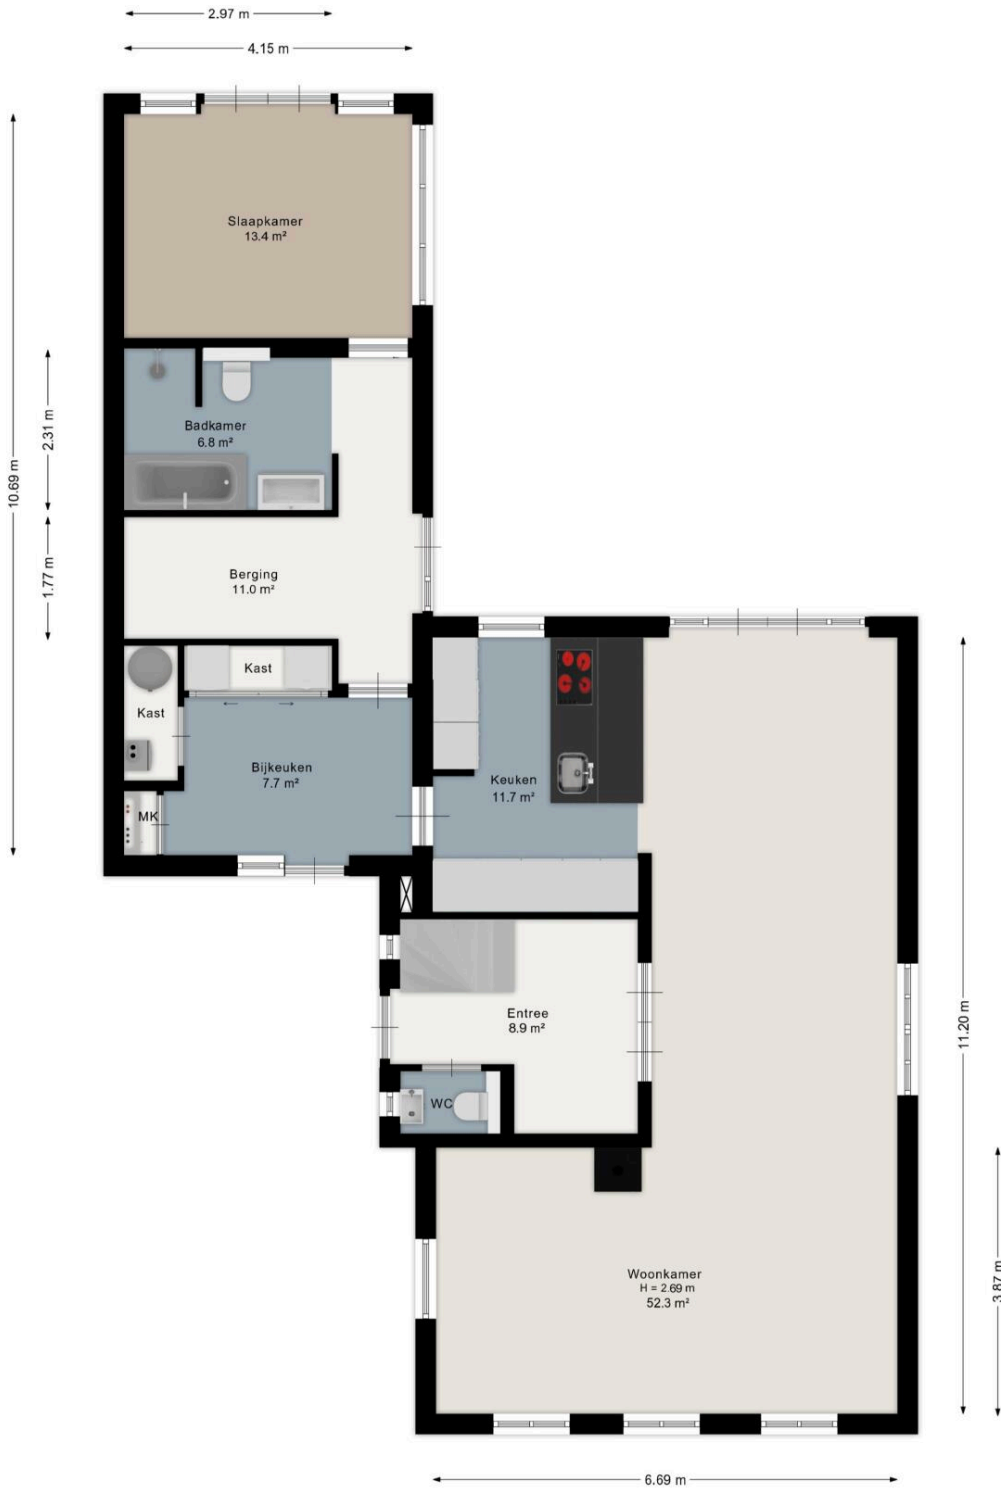 2.97 m
4.15 m
Slaapkamer
13.4 m²
10.69 m
2.31 m
Badkamer
6.8 m²
1.77 m
Berging
11.0 m²
Kast
Kast
Bijkeuken
7.7 m²
MK
Keuken
11.7 m²
Entree
8.9 m²
WC
11.20 m
3.87 m
Woonkamer
H = 2.69 m
52.3 m²
6.69 m